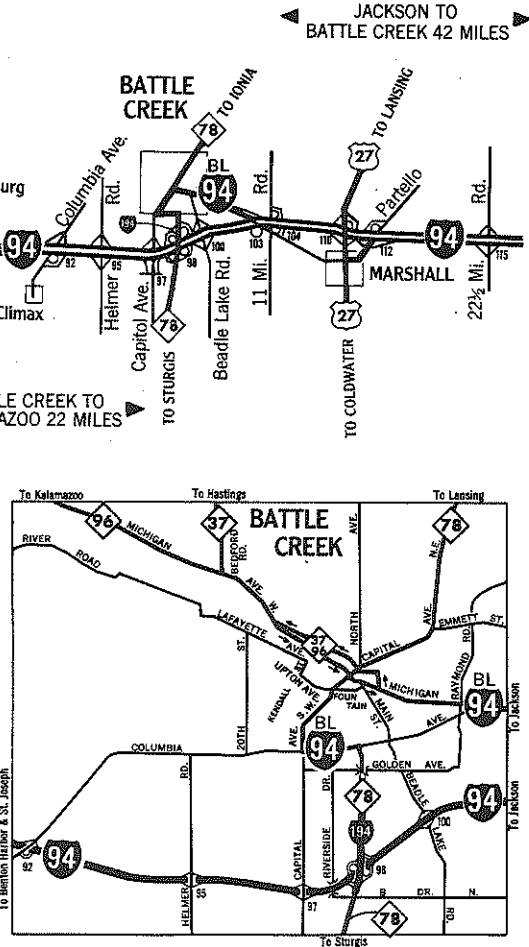 JACKSON TO
BATTLE CREEK 42 MILES
BATTLE
CREEK
78
TO IONIA
TO LANSING
27
BL
94
Columbia Ave.
urg
Rd.
Rd.
Partello
Rd.
94
92
95
97
98
100
103
104
110
112
94
115
MARSHALL
Climax
Helmer
Capitol Ave.
78
Beadle Lake Rd.
11 Mi.
27
22½ Mi.
TO STURGIS
TO COLDWATER
LE CREEK TO
AZOO 22 MILES
To Kalamazoo
To Hastings
To Lansing
96
MICHIGAN
37
BATTLE
CREEK
AVE.
78
N.E.
RIVER
ROAD
BEDFORD
RD.
AVE. W.
LAFAYETTE
AVE.
ST.
37
96
NORTH
CAPITAL
AVE.
EMMETT ST.
RD.
UPTON AVE.
KENDALL
FOUN
TAIN
MAIN
ST.
MICHIGAN
RAYMOND
BL
94
AVE.
S.W.
AVE.
BL
94
20TH
COLUMBIA
GOLDEN AVE.
To Jackson
RD.
DR.
78
BEADLE
94
To Jackson
To Benton Harbor & St. Joseph
92
94
194
100
LAKE
RIVERSIDE
CAPITAL
98
HELMER
95
97
B DR. N.
78
RD.
To Sturgis